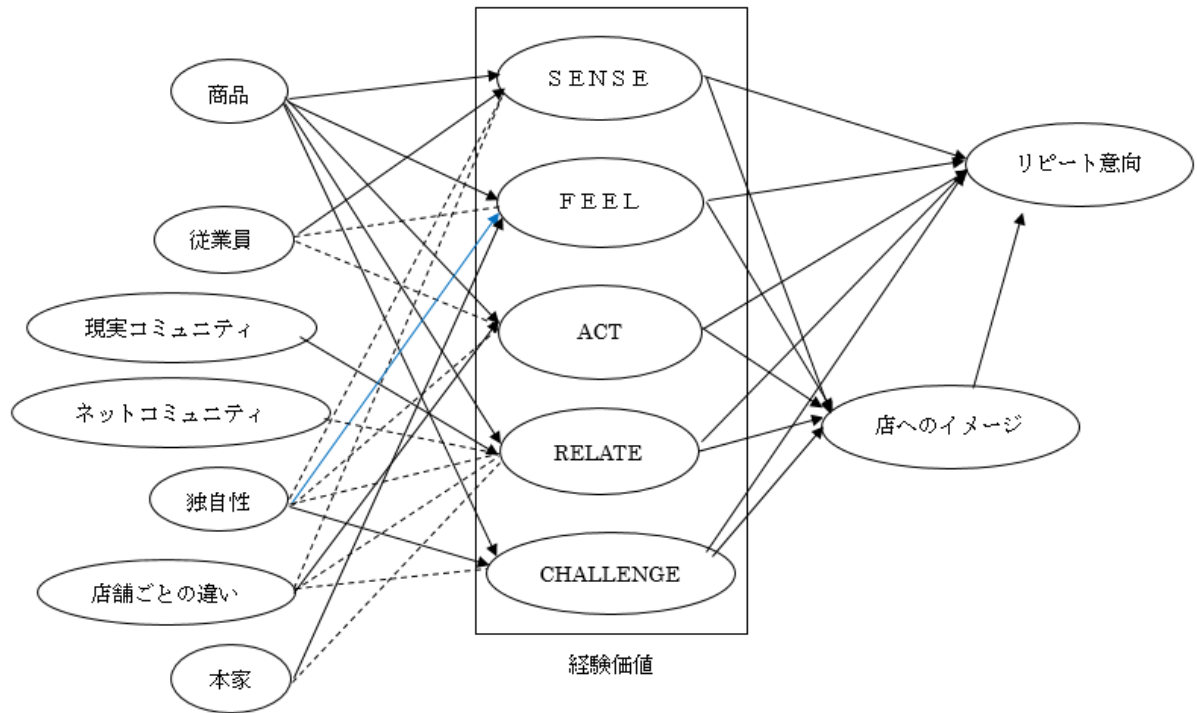 商品
従業員
現実コミュニティ
ネットコミュニティ
独自性
店舗ごとの違い
本家
ＳＥＮＳＥ
ＦＥＥＬ
ACT
RELATE
CHALLENGE
経験価値
リピート意向
店へのイメージ